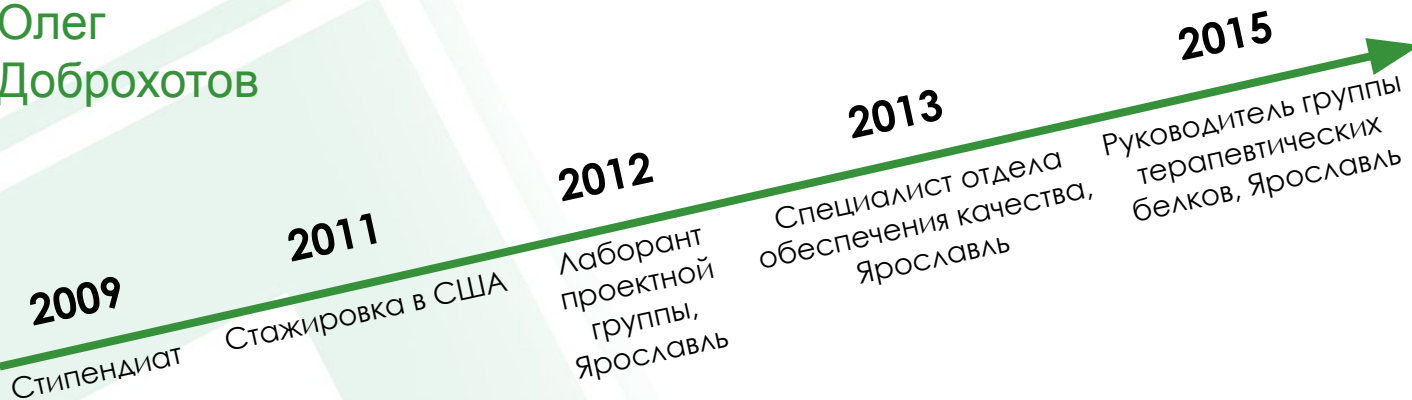 Олег
Доброхотов
2009
Стипендиат
2011
Стажировка в США
2012
Лаборант
проектной
группы,
Ярославль
2013
Специалист отдела
обеспечения качества,
Ярославль
2015
Руководитель группы
терапевтических
белков, Ярославль